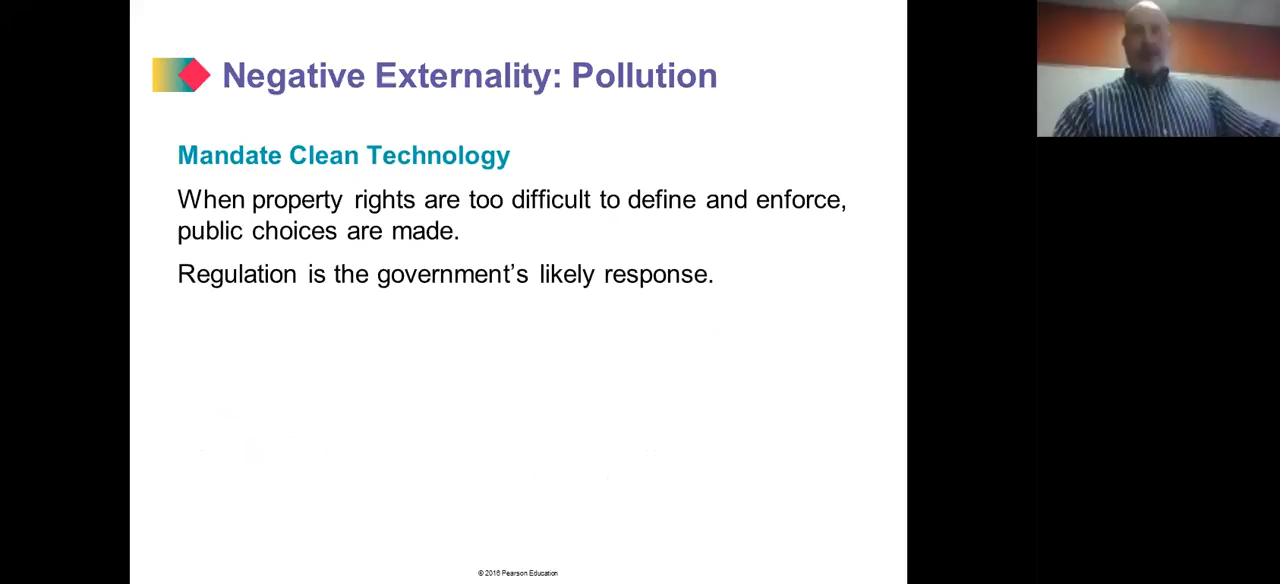 Negative Externality: Pollution
Mandate Clean Technology
When property rights are too difficult to define and enforce,
public choices are made.
Regulation is the government’s likely response.
© 2016 Pearson Education